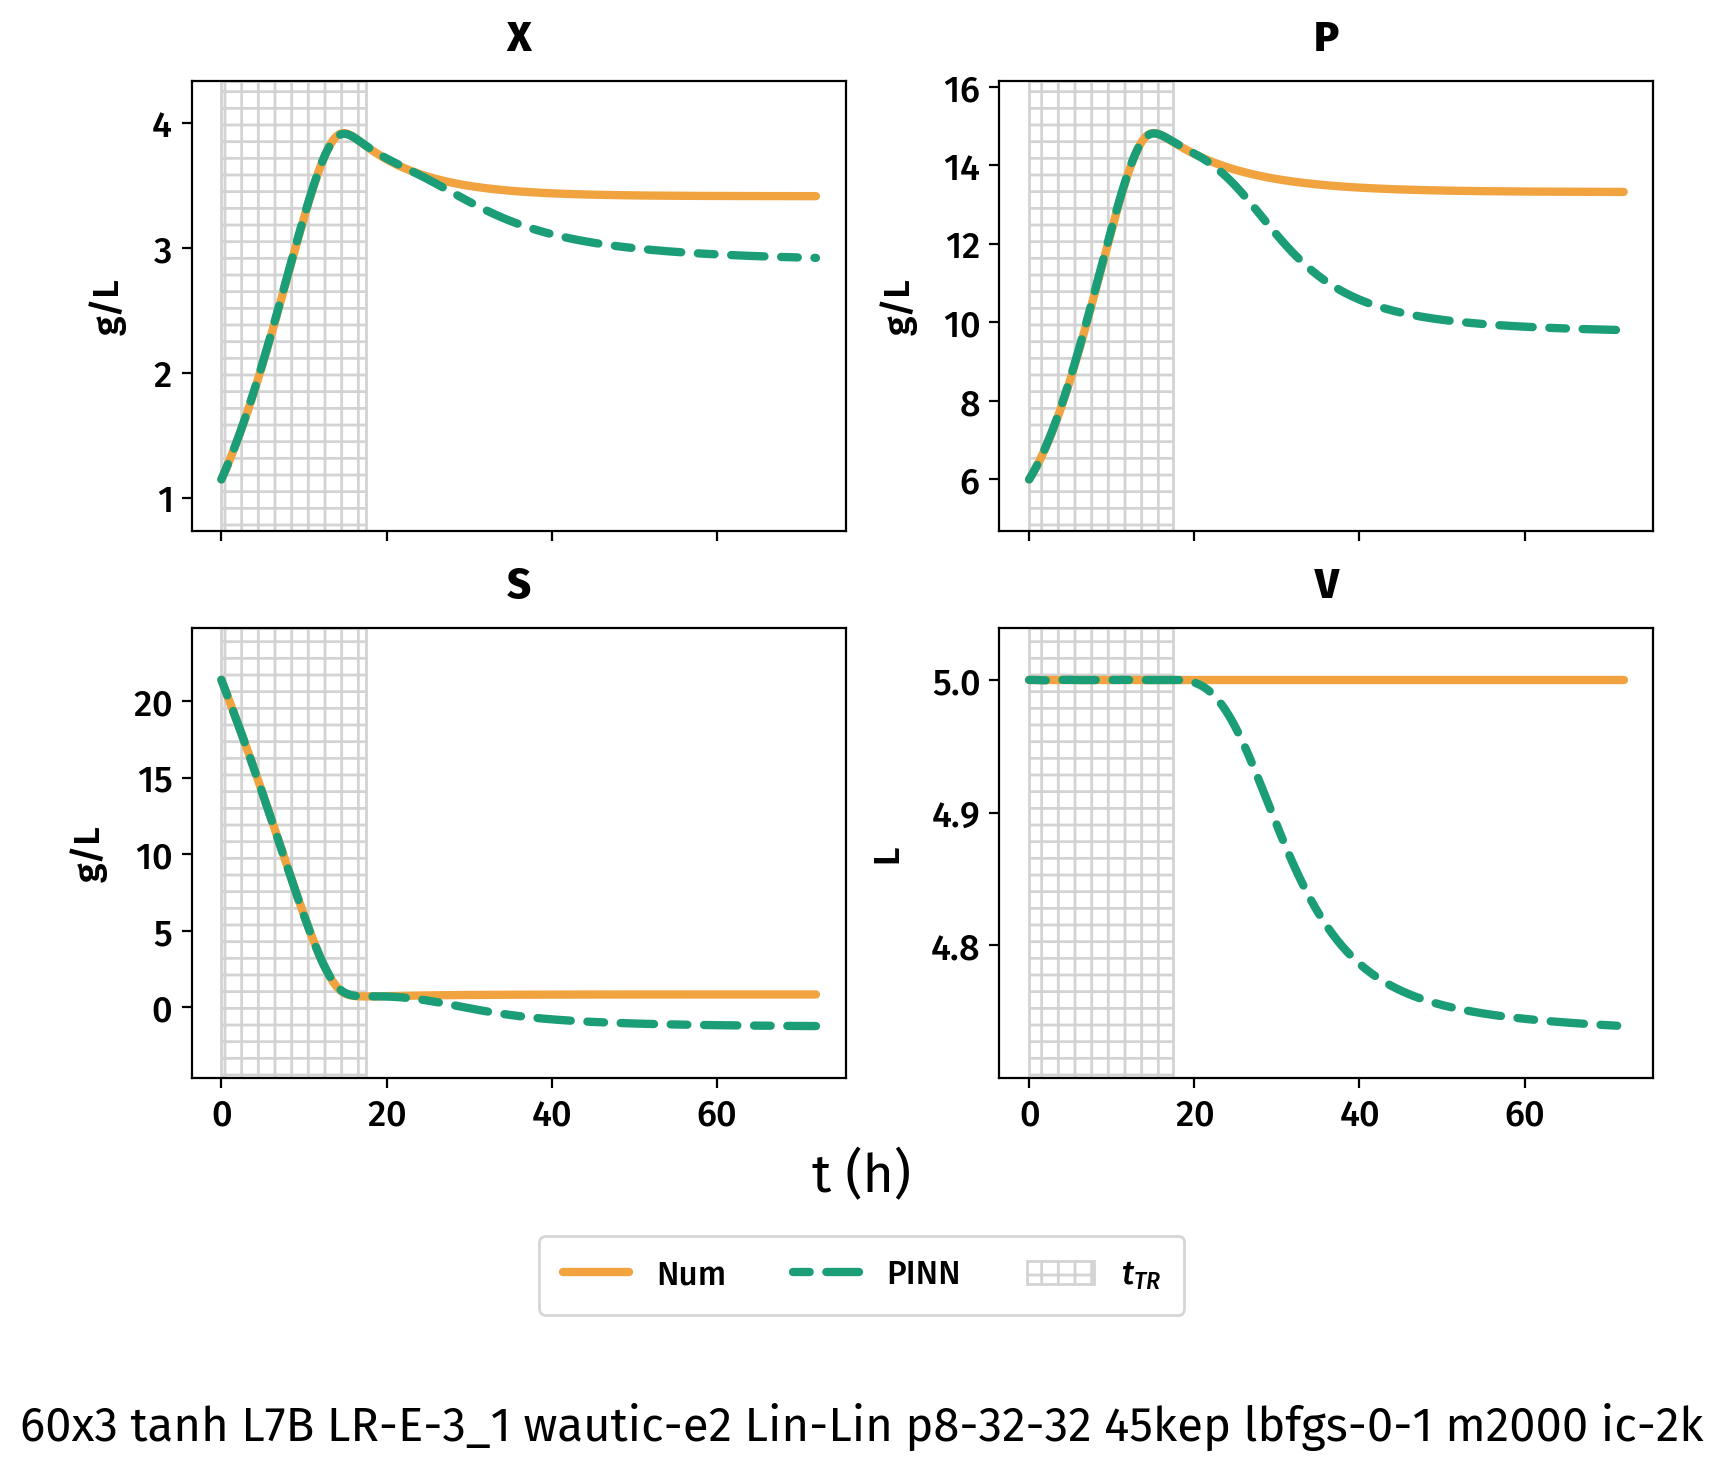 X
P
4
3
2
1
g/L
16
14
12
10
8
6
g/L
S
V
20
15
10
5
0
g/L
5.0
4.9
4.8
L
0 20 40 60
0 20 40 60
t (h)
Num PINN tTR
60x3 tanh L7B LR-E-3_1 wautic-e2 Lin-Lin p8-32-32 45kep lbfgs-0-1 m2000 ic-2k